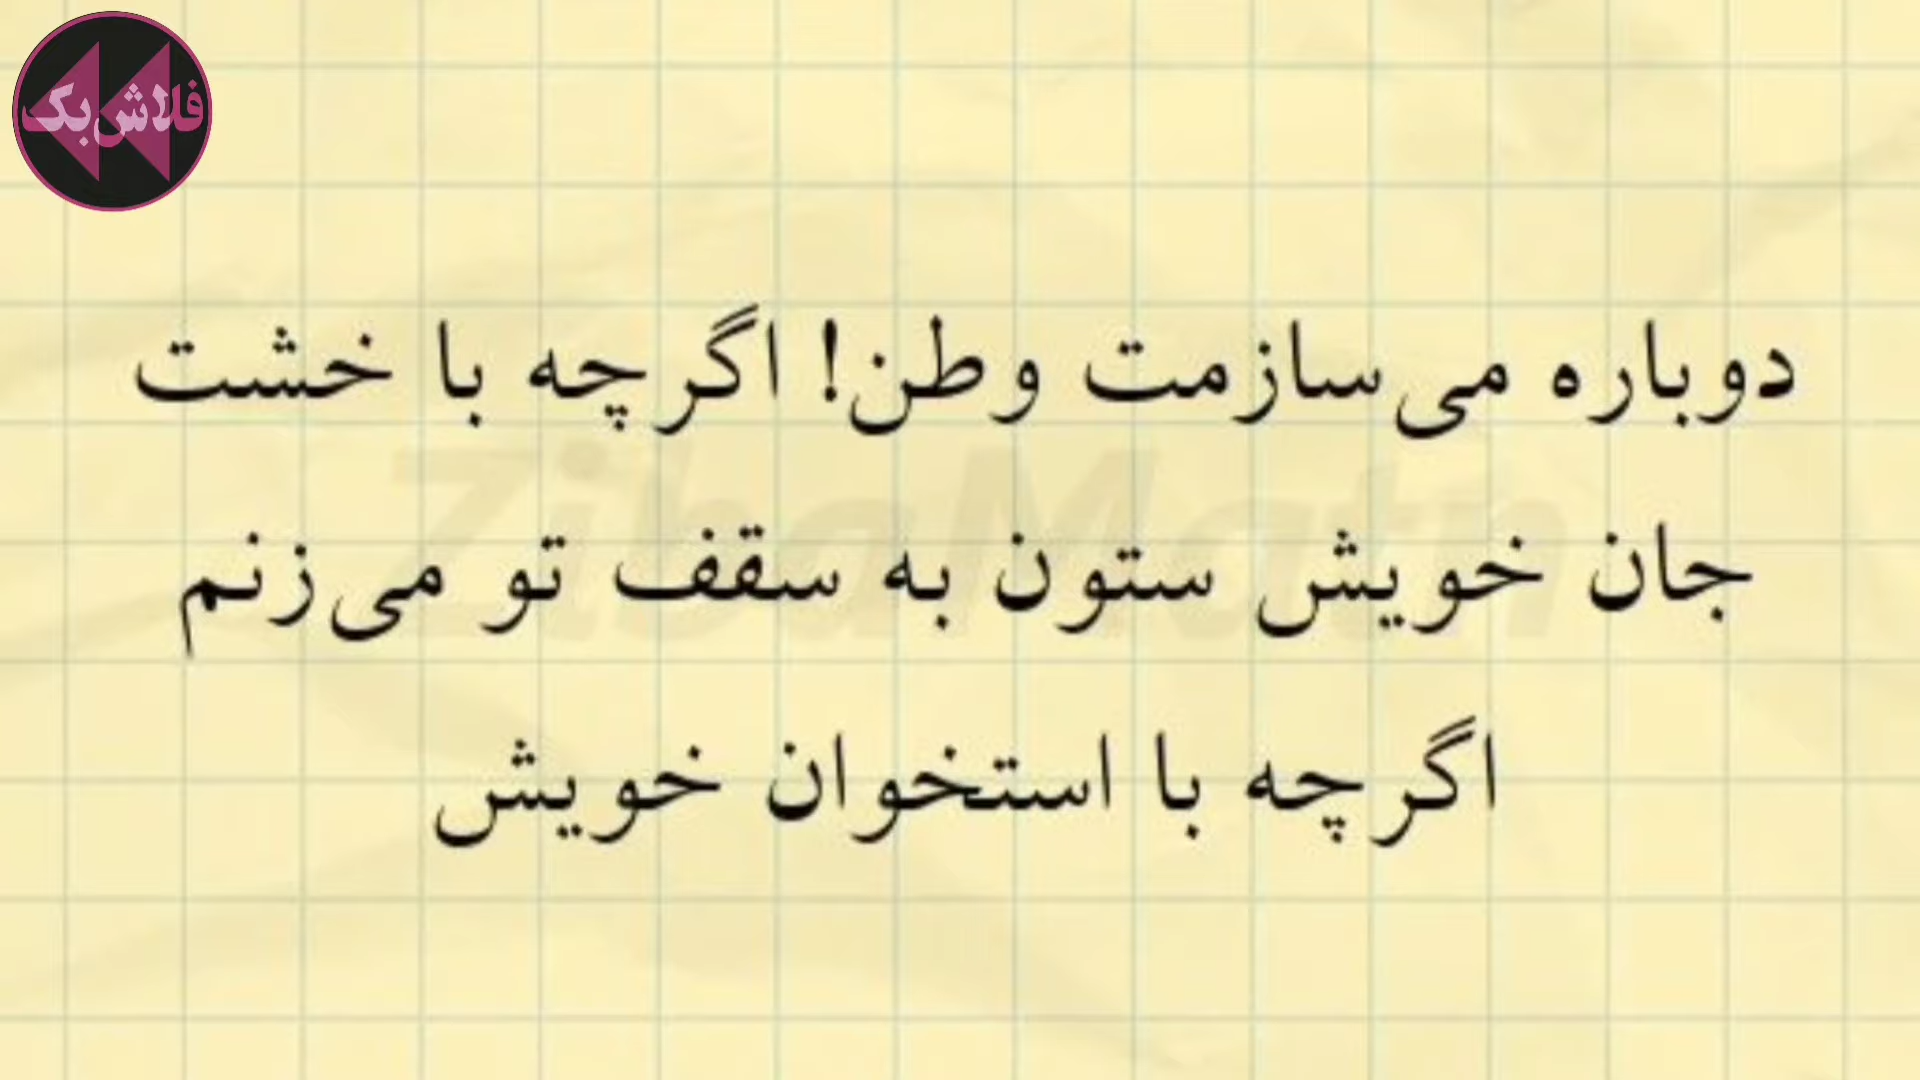 فلاش بک
دوباره می‌سازمت وطن! اگرچه با خشت
جان خویش ستون به سقف تو می‌زنم
اگرچه با استخوان خویش
ZibaMatn